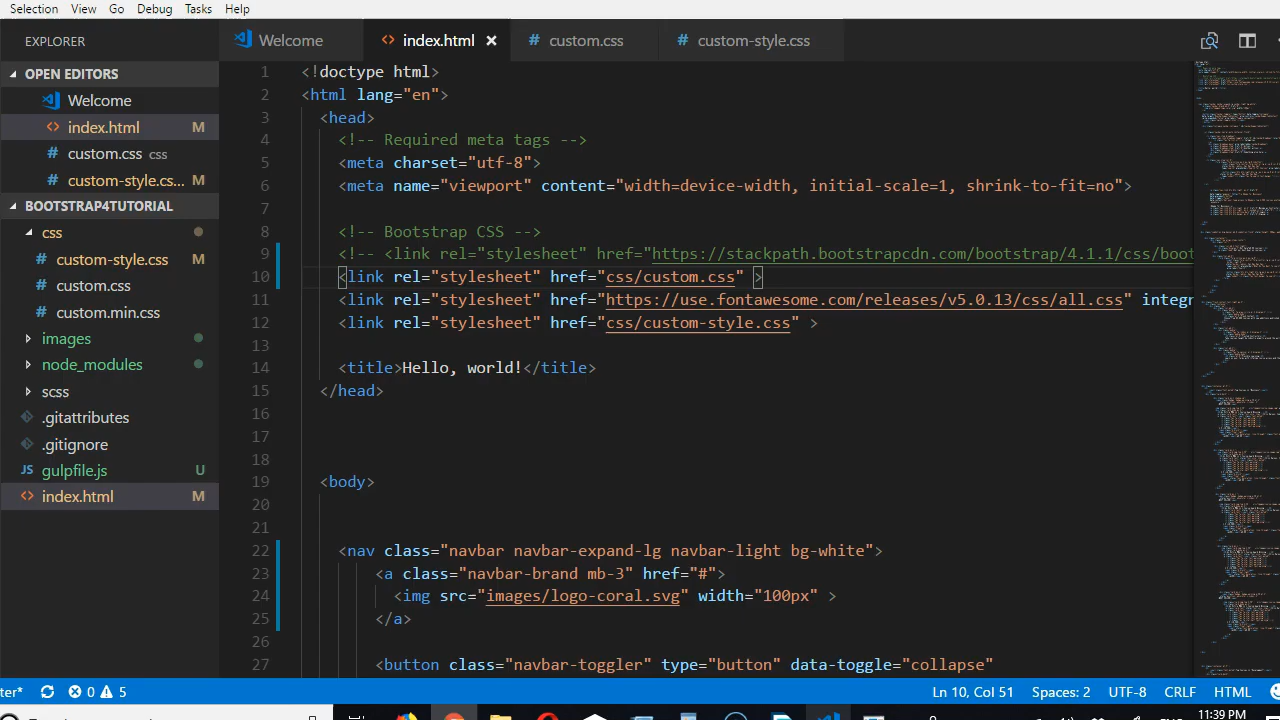 Selection View Go Debug Tasks Help
EXPLORER
Welcome index.html × custom.css custom-style.css
OPEN EDITORS
Welcome
index.html M
custom.css css
custom-style.cs... M
BOOTSTRAP4TUTORIAL
css
custom-style.css
custom.css
custom.min.css
images
node_modules
scss
.gitattributes
.gitignore
gulpfile.js U
index.html M
1 <!doctype html>
2 <html lang="en">
3 <head>
4 <!-- Required meta tags -->
5 <meta charset="utf-8">
6 <meta name="viewport" content="width=device-width, initial-scale=1, shrink-to-fit=no">
7
8 <!-- Bootstrap CSS -->
9 <!-- <link rel="stylesheet" href="https://stackpath.bootstrapcdn.com/bootstrap/4.1.1/css/boot
10 <link rel="stylesheet" href="css/custom.css" >
11 <link rel="stylesheet" href="https://use.fontawesome.com/releases/v5.0.13/css/all.css" integr
12 <link rel="stylesheet" href="css/custom-style.css" >
13
14 <title>Hello, world!</title>
15 </head>
16
17
18
19 <body>
20
21
22 <nav class="navbar navbar-expand-lg navbar-light bg-white">
23 <a class="navbar-brand mb-3" href="#">
24 <img src="images/logo-coral.svg" width="100px" >
25 </a>
26
27 <button class="navbar-toggler" type="button" data-toggle="collapse"
ter* 0 5 Ln 10, Col 51 Spaces: 2 UTF-8 CRLF HTML
11:39 PM